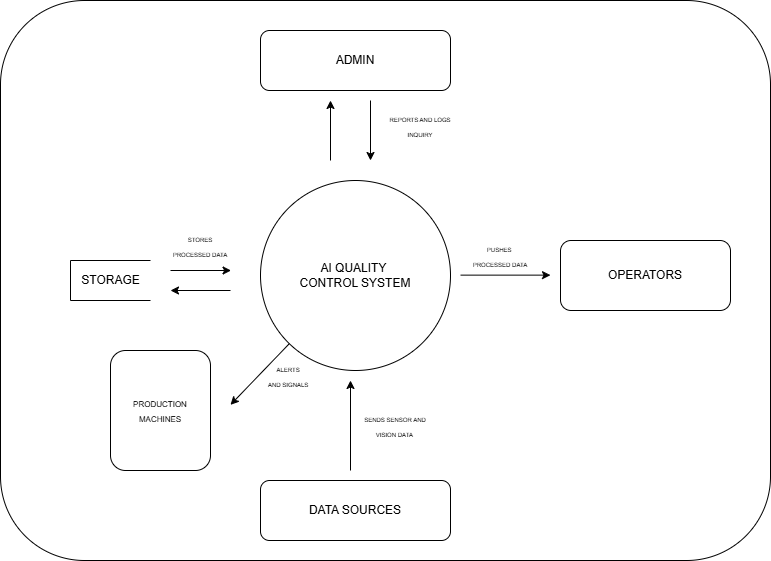 ADMIN
REPORTS AND LOGS
INQUIRY
STORES
PROCESSED DATA
STORAGE
AI QUALITY
CONTROL SYSTEM
PUSHES
PROCESSED DATA
OPERATORS
PRODUCTION
MACHINES
ALERTS
AND SIGNALS
SENDS SENSOR AND
VISION DATA
DATA SOURCES